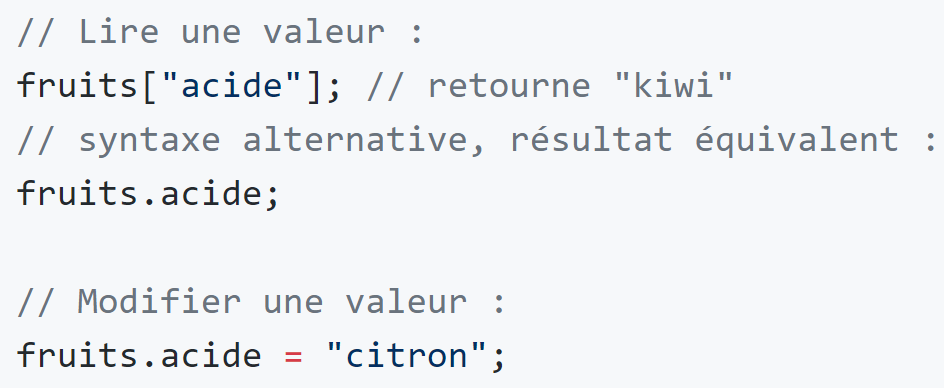 // Lire une valeur :
fruits["acide"]; // retourne "kiwi"
// syntaxe alternative, résultat équivalent :
fruits.acide;
// Modifier une valeur :
fruits.acide = "citron";